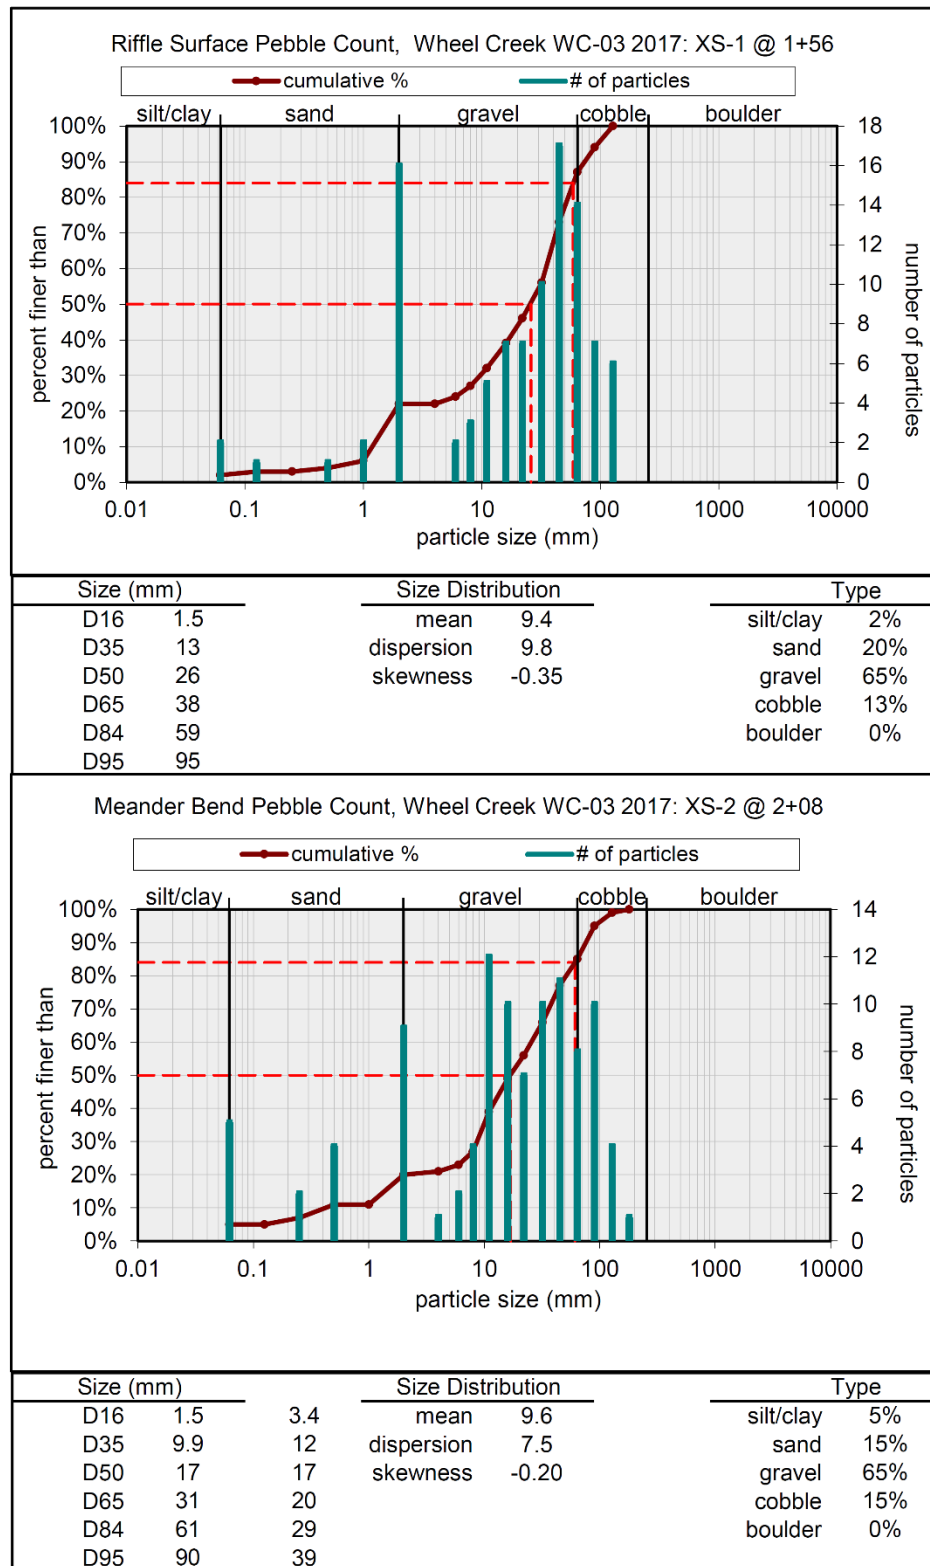 Riffle Surface Pebble Count, Wheel Creek WC-03 2017: XS-1 @ 1+56
cumulative % # of particles
silt/clay sand gravel cobble boulder
100% 18
90% 16
80% 14
70% 12
60% 10
50% 8
40% 6
30% 4
20% 2
10% 0
0%
percent finer than
number of particles
0.01 0.1 1 10 100 1000 10000
particle size (mm)
Size (mm) Size Distribution Type
D16 1.5 mean 9.4 silt/clay 2%
D35 13 dispersion 9.8 sand 20%
D50 26 skewness -0.35 gravel 65%
D65 38 cobble 13%
D84 59 boulder 0%
D95 95
Meander Bend Pebble Count, Wheel Creek WC-03 2017: XS-2 @ 2+08
cumulative % # of particles
silt/clay sand gravel cobble boulder
100% 14
90% 12
80% 10
70% 8
60% 6
50% 4
40% 2
30% 0
20%
10%
0%
percent finer than
number of particles
0.01 0.1 1 10 100 1000 10000
particle size (mm)
Size (mm) Size Distribution Type
D16 1.5 3.4 mean 9.6 silt/clay 5%
D35 9.9 12 dispersion 7.5 sand 15%
D50 17 17 skewness -0.20 gravel 65%
D65 31 20 cobble 15%
D84 61 29 boulder 0%
D95 90 39